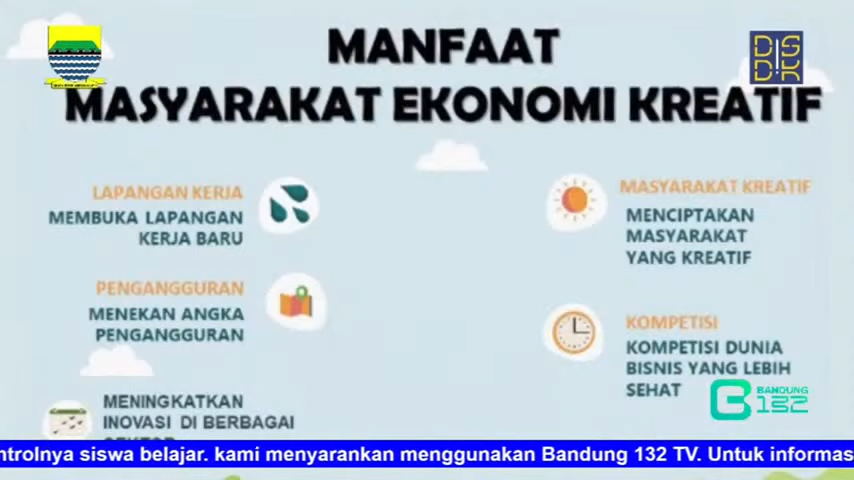 MANFAAT
MASYARAKAT EKONOMI KREATIF
DISDIK
LAPANGAN KERJA
MEMBUKA LAPANGAN
KERJA BARU
PENGANGGURAN
MENEKAN ANGKA
PENGANGGURAN
MENINGKATKAN
INOVASI DI BERBAGAI
MASYARAKAT KREATIF
MENCIPTAKAN
MASYARAKAT
YANG KREATIF
KOMPETISI
KOMPETISI DUNIA
BISNIS YANG LEBIH
SEHAT
BANDUNG
132
ntrolnya siswa belajar. kami menyarankan menggunakan Bandung 132 TV. Untuk informas